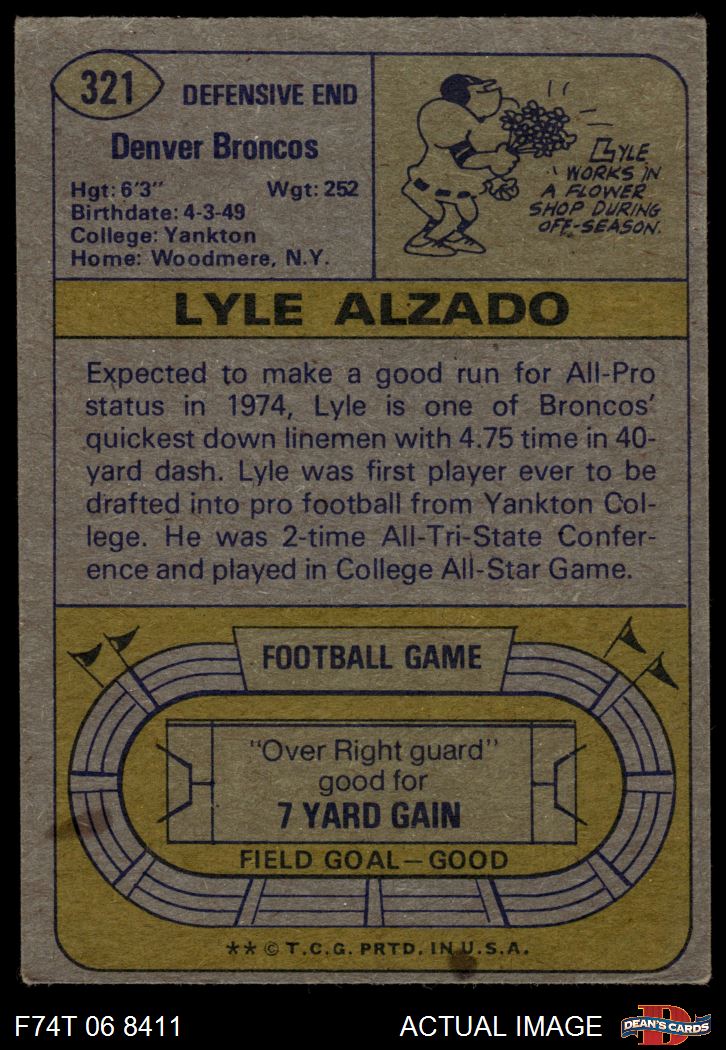 321
DEFENSIVE END
Denver Broncos
Hgt: 6'3" Wgt: 252
Birthdate: 4-3-49
College: Yankton
Home: Woodmere, N.Y.
LYLE
WORKS IN
A FLOWER
SHOP DURING
OFF-SEASON.
LYLE ALZADO
Expected to make a good run for All-Pro
status in 1974, Lyle is one of Broncos'
quickest down linemen with 4.75 time in 40-
yard dash. Lyle was first player ever to be
drafted into pro football from Yankton Col-
lege. He was 2-time All-Tri-State Confer-
ence and played in College All-Star Game.
FOOTBALL GAME
"Over Right guard"
good for
7 YARD GAIN
FIELD GOAL—GOOD
** © T.C.G. PRTD. IN U.S.A.
F74T 06 8411
ACTUAL IMAGE
D
DEAN'S CARDS